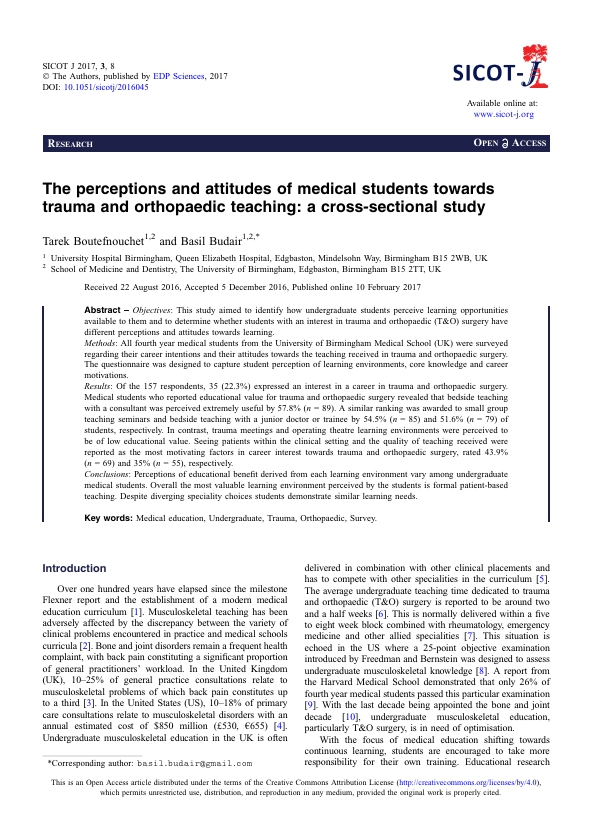 SICOT J 2017, 3, 8
© The Authors, published by EDP Sciences, 2017
DOI: 10.1051/sicotj/2016045
SICOT-J
Available online at:
www.sicot-j.org
RESEARCH
OPEN ACCESS
The perceptions and attitudes of medical students towards
trauma and orthopaedic teaching: a cross-sectional study
Tarek Boutefnouchet1,2 and Basil Budair1,2,*
1 University Hospital Birmingham, Queen Elizabeth Hospital, Edgbaston, Mindelsohn Way, Birmingham B15 2WB, UK
2 School of Medicine and Dentistry, The University of Birmingham, Edgbaston, Birmingham B15 2TT, UK
Received 22 August 2016, Accepted 5 December 2016, Published online 10 February 2017
Abstract – Objectives: This study aimed to identify how undergraduate students perceive learning opportunities
available to them and to determine whether students with an interest in trauma and orthopaedic (T&O) surgery have
different perceptions and attitudes towards learning.
Methods: All fourth year medical students from the University of Birmingham Medical School (UK) were surveyed
regarding their career intentions and their attitudes towards the teaching received in trauma and orthopaedic surgery.
The questionnaire was designed to capture student perception of learning environments, core knowledge and career
motivations.
Results: Of the 157 respondents, 35 (22.3%) expressed an interest in a career in trauma and orthopaedic surgery.
Medical students who reported educational value for trauma and orthopaedic surgery revealed that bedside teaching
with a consultant was perceived extremely useful by 57.8% (n = 89). A similar ranking was awarded to small group
teaching seminars and bedside teaching with a junior doctor or trainee by 54.5% (n = 85) and 51.6% (n = 79) of
students, respectively. In contrast, trauma meetings and operating theatre learning environments were perceived to
be of low educational value. Seeing patients within the clinical setting and the quality of teaching received were
reported as the most motivating factors in career interest towards trauma and orthopaedic surgery, rated 43.9%
(n = 69) and 35% (n = 55), respectively.
Conclusions: Perceptions of educational benefit derived from each learning environment vary among undergraduate
medical students. Overall the most valuable learning environment perceived by the students is formal patient-based
teaching. Despite diverging speciality choices students demonstrate similar learning needs.
Key words: Medical education, Undergraduate, Trauma, Orthopaedic, Survey.
Introduction
Over one hundred years have elapsed since the milestone
Flexner report and the establishment of a modern medical
education curriculum [1]. Musculoskeletal teaching has been
adversely affected by the discrepancy between the variety of
clinical problems encountered in practice and medical schools
curricula [2]. Bone and joint disorders remain a frequent health
complaint, with back pain constituting a significant proportion
of general practitioners' workload. In the United Kingdom
(UK), 10–25% of general practice consultations relate to
musculoskeletal problems of which back pain constitutes up
to a third [3]. In the United States (US), 10–18% of primary
care consultations relate to musculoskeletal disorders with an
annual estimated cost of $850 million (£530, €655) [4].
Undergraduate musculoskeletal education in the UK is often
delivered in combination with other clinical placements and
has to compete with other specialities in the curriculum [5].
The average undergraduate teaching time dedicated to trauma
and orthopaedic (T&O) surgery is reported to be around two
and a half weeks [6]. This is normally delivered within a five
to eight week block combined with rheumatology, emergency
medicine and other allied specialities [7]. This situation is
echoed in the US where a 25-point objective examination
introduced by Freedman and Bernstein was designed to assess
undergraduate musculoskeletal knowledge [8]. A report from
the Harvard Medical School demonstrated that only 26% of
fourth year medical students passed this particular examination
[9]. With the last decade being appointed the bone and joint
decade [10], undergraduate musculoskeletal education,
particularly T&O surgery, is in need of optimisation.
With the focus of medical education shifting towards
continuous learning, students are encouraged to take more
responsibility for their own training. Educational research
*Corresponding author: basil.budair@gmail.com
This is an Open Access article distributed under the terms of the Creative Commons Attribution License (http://creativecommons.org/licenses/by/4.0),
which permits unrestricted use, distribution, and reproduction in any medium, provided the original work is properly cited.